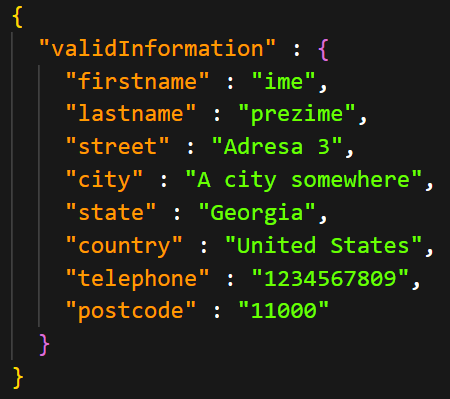 {
"validInformation" : {
"firstname" : "ime",
"lastname" : "prezime",
"street" : "Adresa 3",
"city" : "A city somewhere",
"state" : "Georgia",
"country" : "United States",
"telephone" : "1234567809",
"postcode" : "11000"
}
}